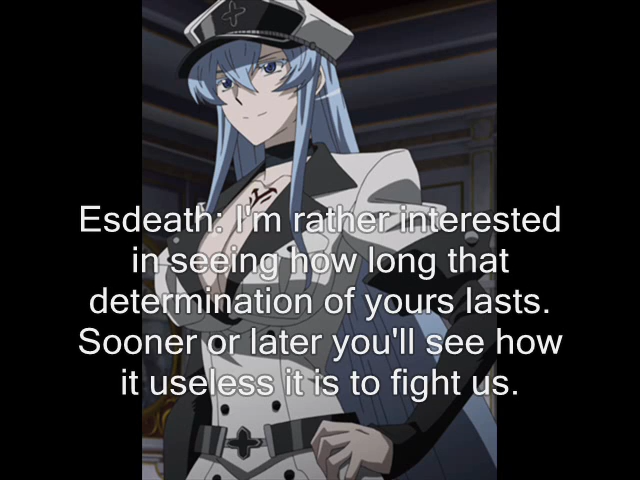 Esdeath: I'm rather interested
in seeing how long that
determination of yours lasts.
Sooner or later you'll see how
it useless it is to fight us.